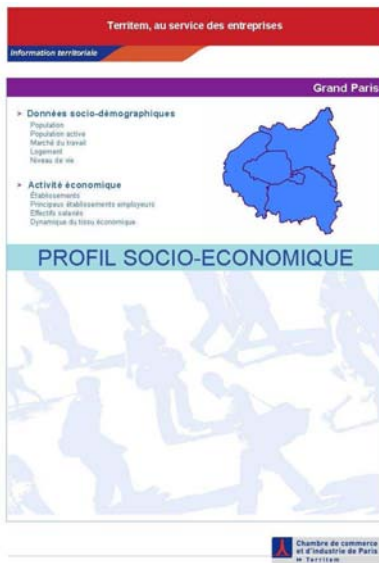 Territem, au service des entreprises
Information territoriale
Grand Paris
> Données socio-démographiques
Population
Population active
Marché du travail
Logement
Niveau de vie
> Activité économique
Établissements
Principaux établissements employeurs
Effectifs salariés
Dynamique du tissu économique
PROFIL SOCIO-ECONOMIQUE
Chambre de commerce
et d'industrie de Paris
Territem